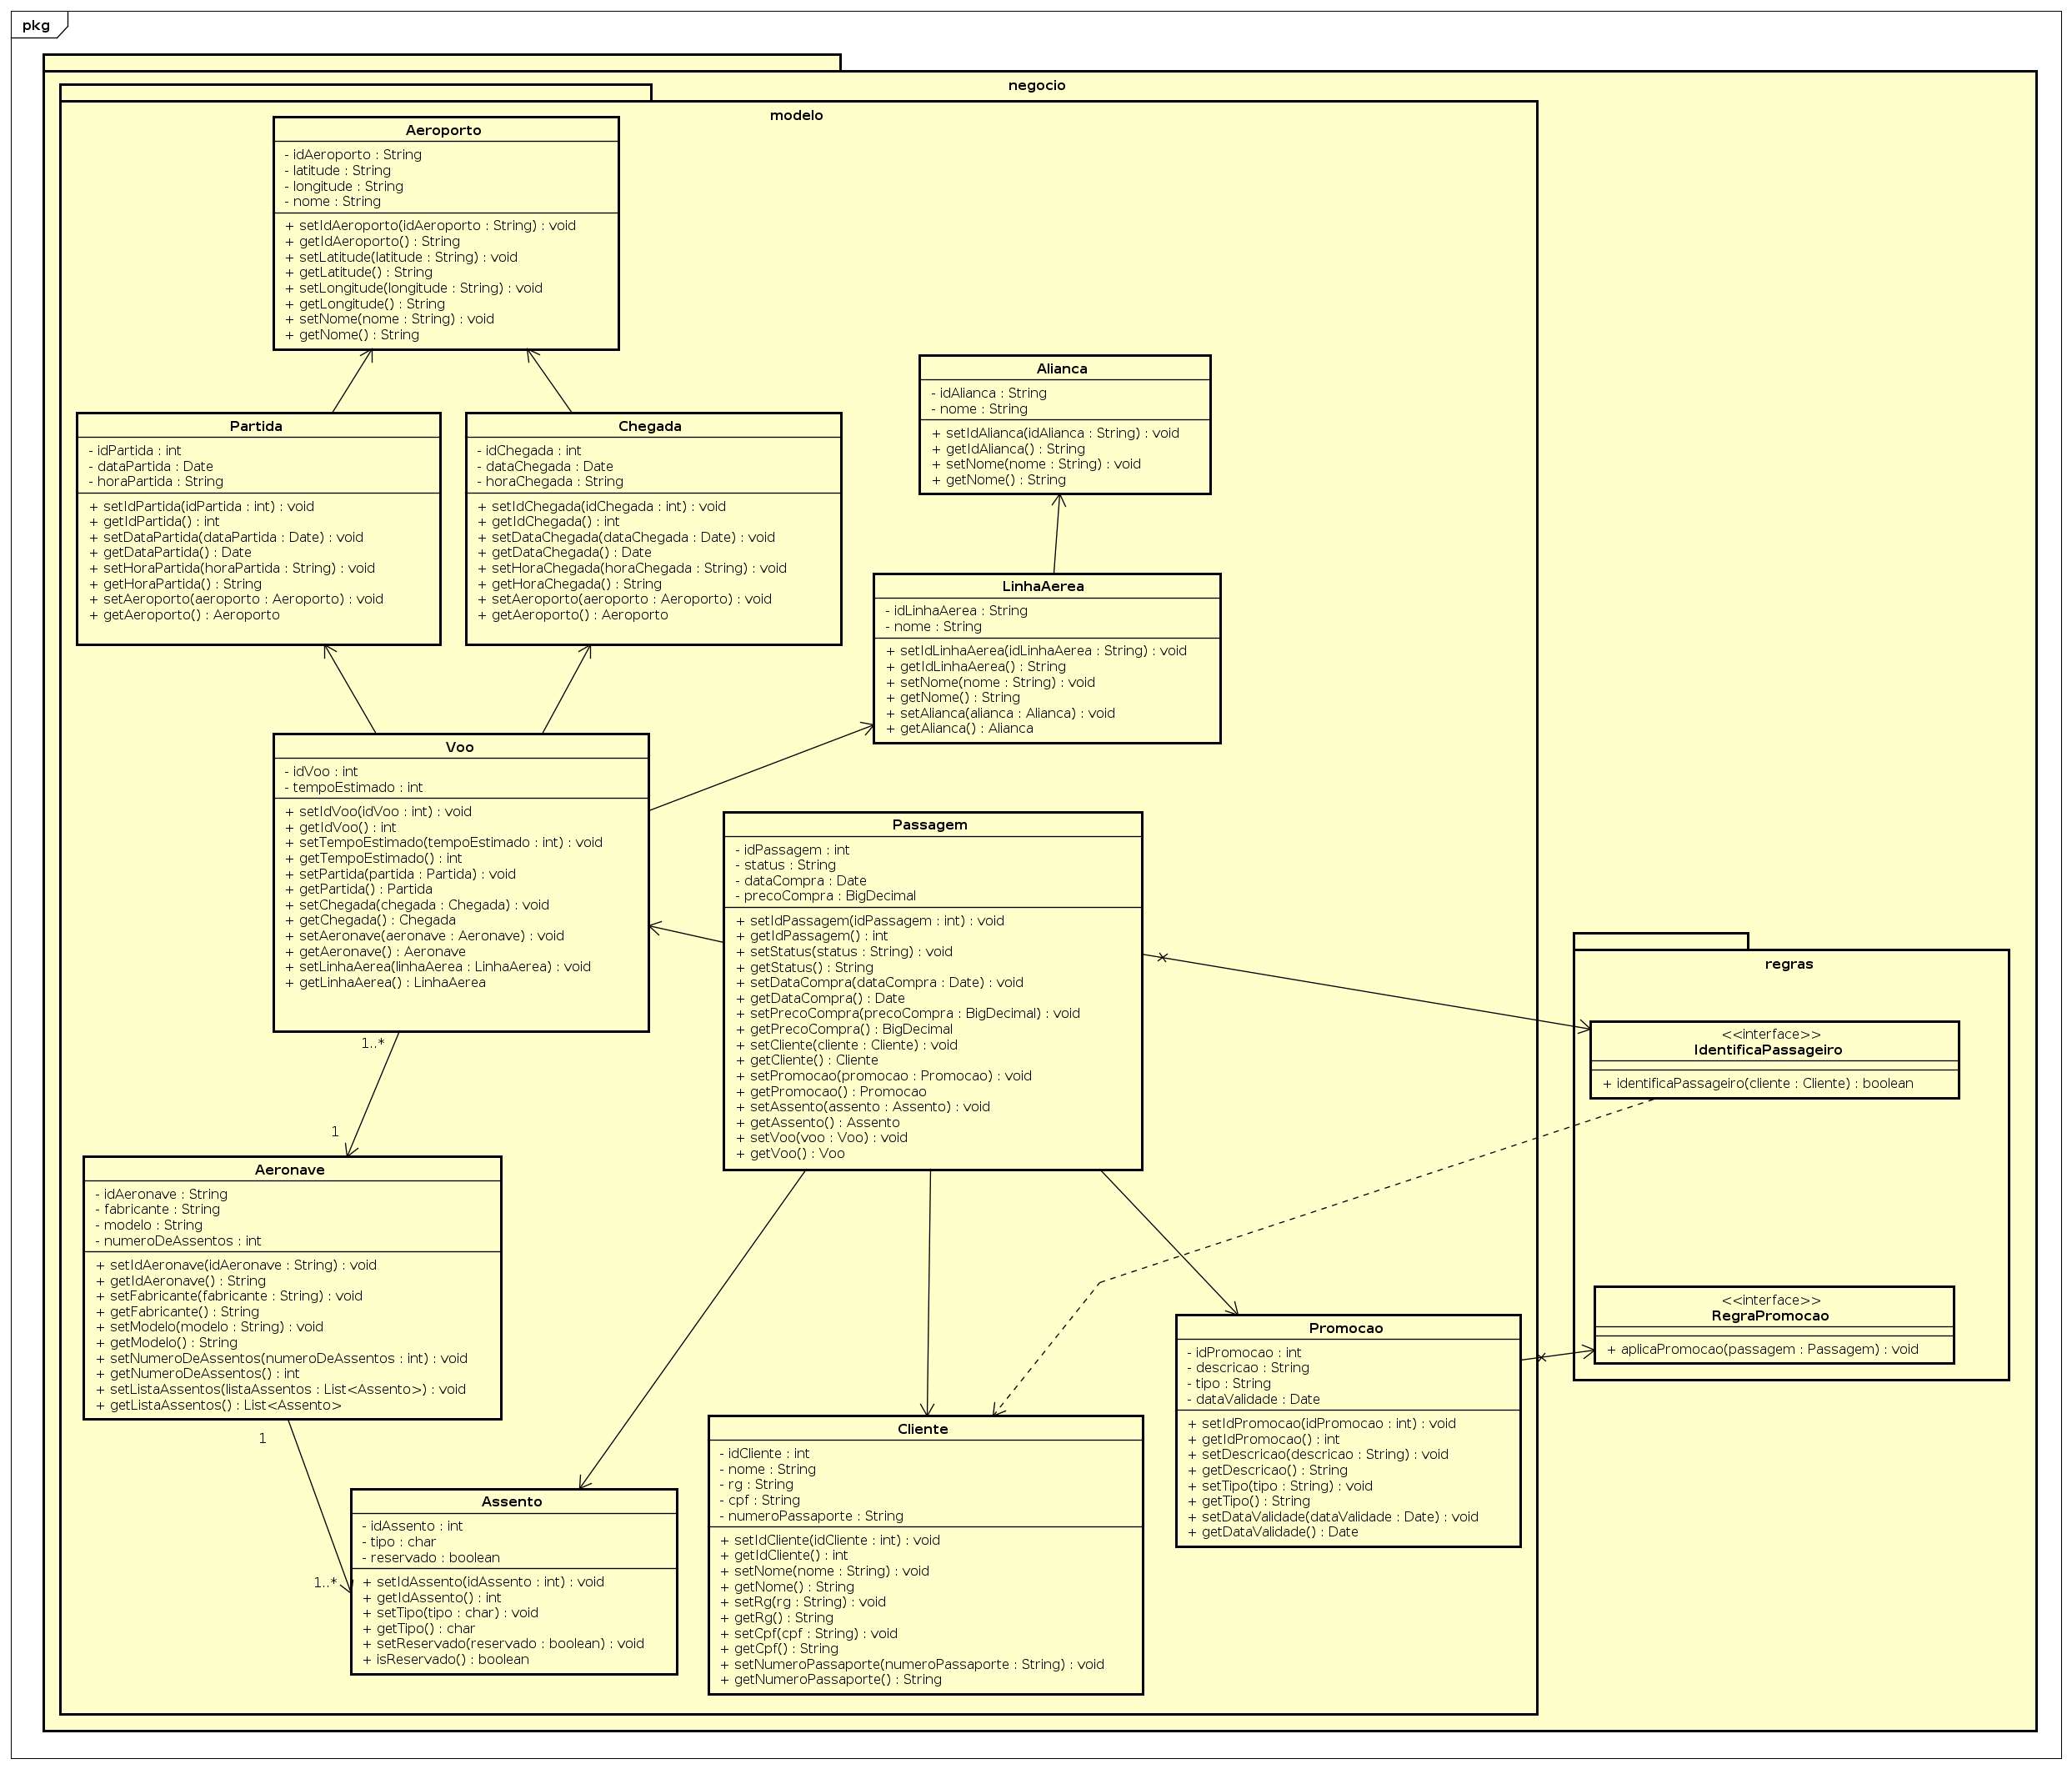 pkg
negocio
modelo
Aeroporto
- idAeroporto : String
- latitude : String
- longitude : String
- nome : String
+ setIdAeroporto(idAeroporto : String) : void
+ getIdAeroporto() : String
+ setLatitude(latitude : String) : void
+ getLatitude() : String
+ setLongitude(longitude : String) : void
+ getLongitude() : String
+ setNome(nome : String) : void
+ getNome() : String
Partida
- idPartida : int
- dataPartida : Date
- horaPartida : String
+ setIdPartida(idPartida : int) : void
+ getIdPartida() : int
+ setDataPartida(dataPartida : Date) : void
+ getDataPartida() : Date
+ setHoraPartida(horaPartida : String) : void
+ getHoraPartida() : String
+ setAeroporto(aeroporto : Aeroporto) : void
+ getAeroporto() : Aeroporto
Chegada
- idChegada : int
- dataChegada : Date
- horaChegada : String
+ setIdChegada(idChegada : int) : void
+ getIdChegada() : int
+ setDataChegada(dataChegada : Date) : void
+ getDataChegada() : Date
+ setHoraChegada(horaChegada : String) : void
+ getHoraChegada() : String
+ setAeroporto(aeroporto : Aeroporto) : void
+ getAeroporto() : Aeroporto
Alianca
- idAlianca : String
- nome : String
+ setIdAlianca(idAlianca : String) : void
+ getIdAlianca() : String
+ setNome(nome : String) : void
+ getNome() : String
LinhaAerea
- idLinhaAerea : String
- nome : String
+ setIdLinhaAerea(idLinhaAerea : String) : void
+ getIdLinhaAerea() : String
+ setNome(nome : String) : void
+ getNome() : String
+ setAlianca(alianca : Alianca) : void
+ getAlianca() : Alianca
Voo
- idVoo : int
- tempoEstimado : int
+ setIdVoo(idVoo : int) : void
+ getIdVoo() : int
+ setTempoEstimado(tempoEstimado : int) : void
+ getTempoEstimado() : int
+ setPartida(partida : Partida) : void
+ getPartida() : Partida
+ setChegada(chegada : Chegada) : void
+ getChegada() : Chegada
+ setAeronave(aeronave : Aeronave) : void
+ getAeronave() : Aeronave
+ setLinhaAerea(linhaAerea : LinhaAerea) : void
+ getLinhaAerea() : LinhaAerea
1..*
1
Passagem
- idPassagem : int
- status : String
- dataCompra : Date
- precoCompra : BigDecimal
+ setIdPassagem(idPassagem : int) : void
+ getIdPassagem() : int
+ setStatus(status : String) : void
+ getStatus() : String
+ setDataCompra(dataCompra : Date) : void
+ getDataCompra() : Date
+ setPrecoCompra(precoCompra : BigDecimal) : void
+ getPrecoCompra() : BigDecimal
+ setCliente(cliente : Cliente) : void
+ getCliente() : Cliente
+ setPromocao(promocao : Promocao) : void
+ getPromocao() : Promocao
+ setAssento(assento : Assento) : void
+ getAssento() : Assento
+ setVoo(voo : Voo) : void
+ getVoo() : Voo
regras
<<interface>>
IdentificaPassageiro
+ identificaPassageiro(cliente : Cliente) : boolean
<<interface>>
RegraPromocao
+ aplicaPromocao(passagem : Passagem) : void
Aeronave
- idAeronave : String
- fabricante : String
- modelo : String
- numeroDeAssentos : int
+ setIdAeronave(idAeronave : String) : void
+ getIdAeronave() : String
+ setFabricante(fabricante : String) : void
+ getFabricante() : String
+ setModelo(modelo : String) : void
+ getModelo() : String
+ setNumeroDeAssentos(numeroDeAssentos : int) : void
+ getNumeroDeAssentos() : int
+ setListaAssentos(listaAssentos : List<Assento>) : void
+ getListaAssentos() : List<Assento>
1
1..*
Assento
- idAssento : int
- tipo : char
- reservado : boolean
+ setIdAssento(idAssento : int) : void
+ getIdAssento() : int
+ setTipo(tipo : char) : void
+ getTipo() : char
+ setReservado(reservado : boolean) : void
+ isReservado() : boolean
Cliente
- idCliente : int
- nome : String
- rg : String
- cpf : String
- numeroPassaporte : String
+ setIdCliente(idCliente : int) : void
+ getIdCliente() : int
+ setNome(nome : String) : void
+ getNome() : String
+ setRg(rg : String) : void
+ getRg() : String
+ setCpf(cpf : String) : void
+ getCpf() : String
+ setNumeroPassaporte(numeroPassaporte : String) : void
+ getNumeroPassaporte() : String
Promocao
- idPromocao : int
- descricao : String
- tipo : String
- dataValidade : Date
+ setIdPromocao(idPromocao : int) : void
+ getIdPromocao() : int
+ setDescricao(descricao : String) : void
+ getDescricao() : String
+ setTipo(tipo : String) : void
+ getTipo() : String
+ setDataValidade(dataValidade : Date) : void
+ getDataValidade() : Date